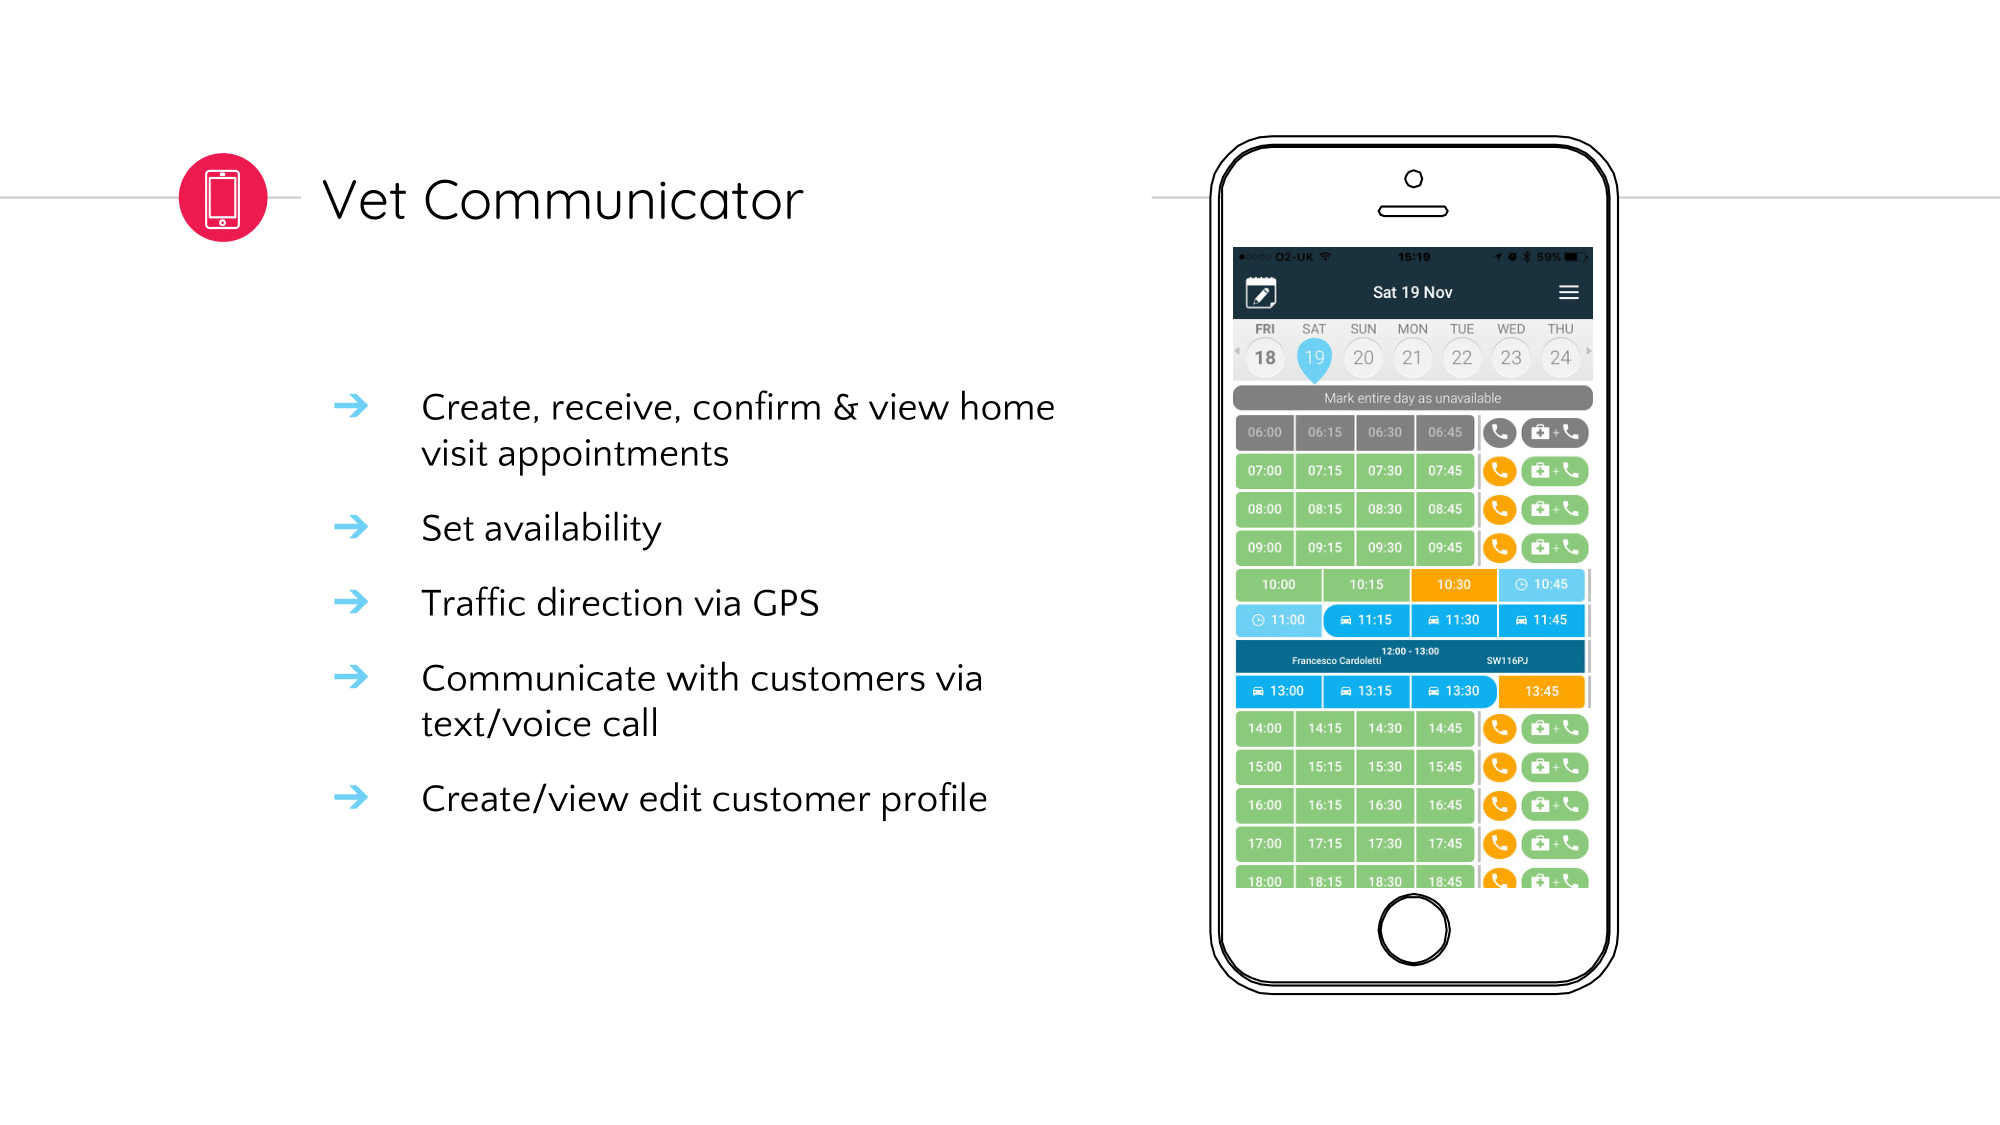 Vet Communicator
Create, receive, confirm & view home
visit appointments
Set availability
Traffic direction via GPS
Communicate with customers via
text/voice call
Create/view edit customer profile
O2-UK 15:19 59%
Sat 19 Nov
FRI SAT SUN MON TUE WED THU
18 19 20 21 22 23 24
Mark entire day as unavailable
06:00 06:15 06:30 06:45 +
07:00 07:15 07:30 07:45 +
08:00 08:15 08:30 08:45 +
09:00 09:15 09:30 09:45 +
10:00 10:15 10:30 10:45
11:00 11:15 11:30 11:45
12:00 - 13:00
Francesco Cardoletti SW116PJ
13:00 13:15 13:30 13:45
14:00 14:15 14:30 14:45 +
15:00 15:15 15:30 15:45 +
16:00 16:15 16:30 16:45 +
17:00 17:15 17:30 17:45 +
18:00 18:15 18:30 18:45 +